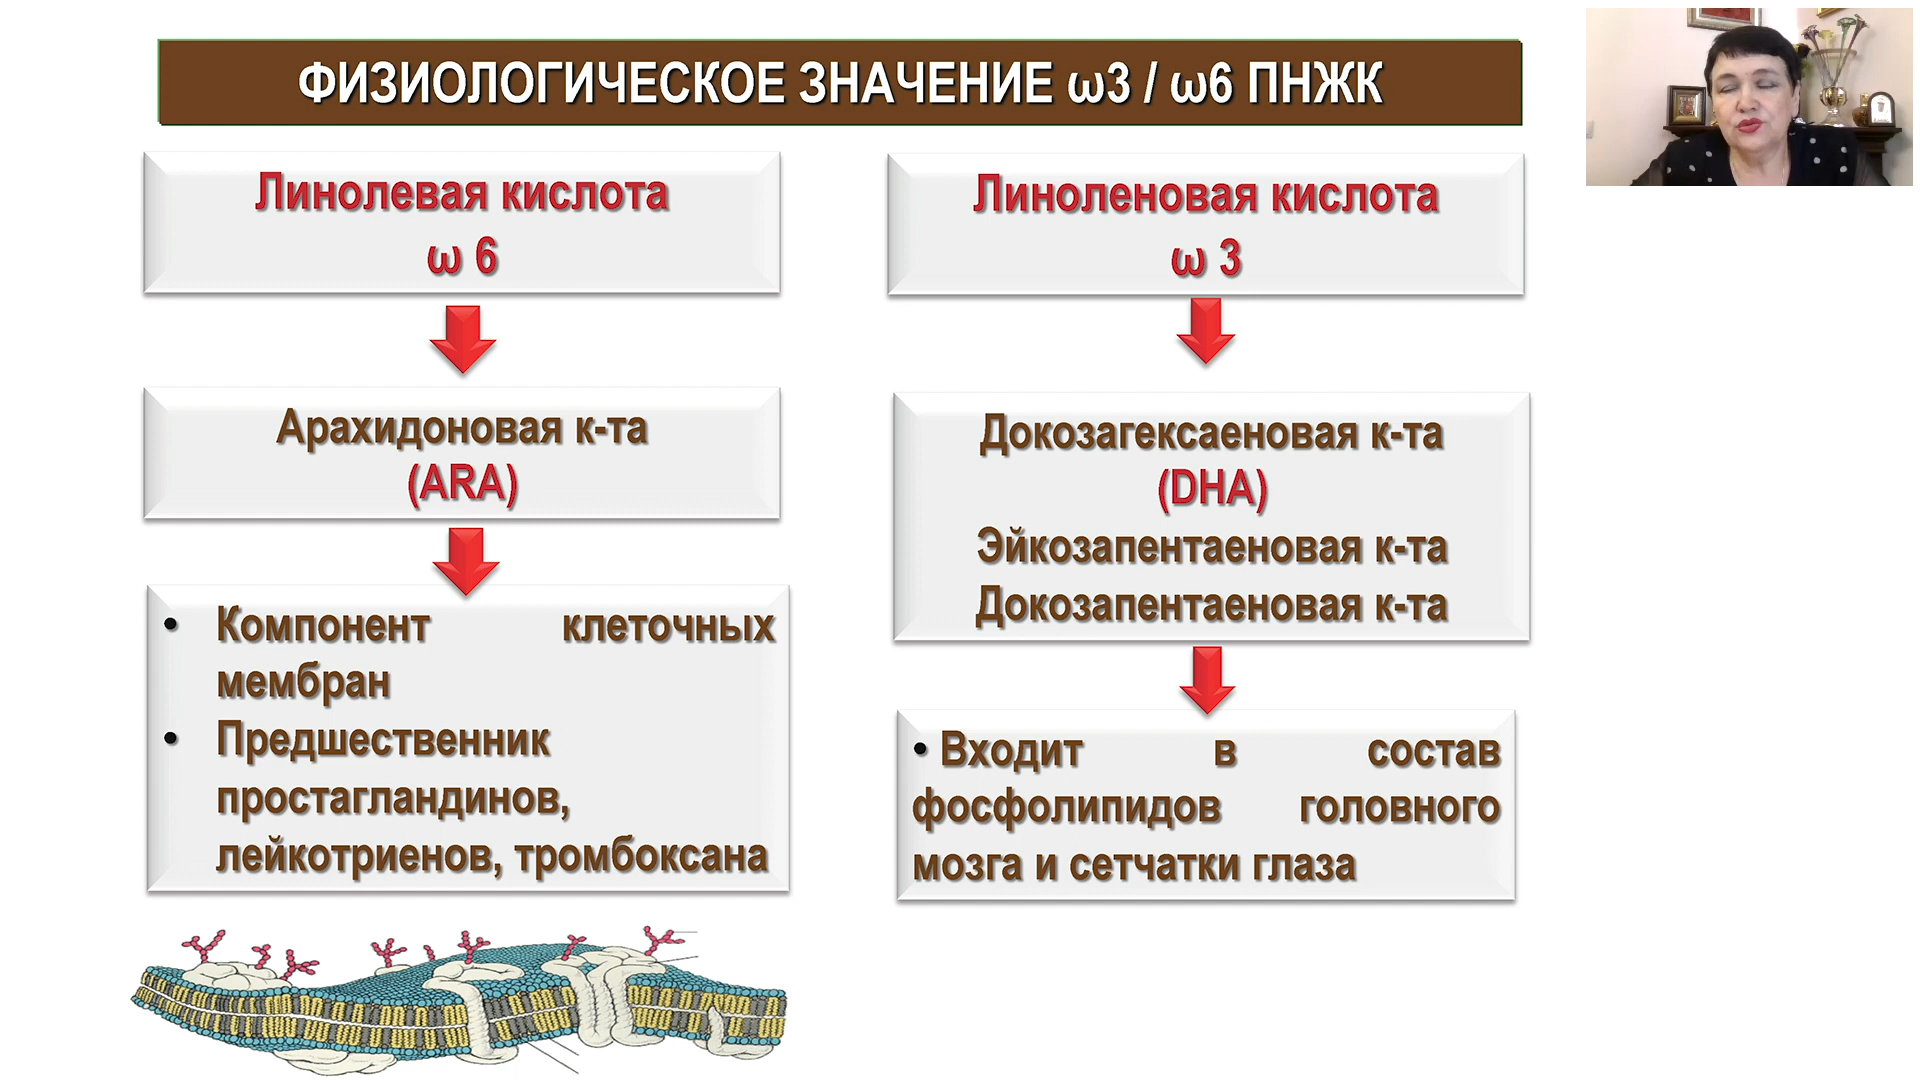 ФИЗИОЛОГИЧЕСКОЕ ЗНАЧЕНИЕ ω3 / ω6 ПНЖК
Линолевая кислота
ω 6
Арахидоновая к-та
(ARA)
• Компонент клеточных
мембран
• Предшественник
простагландинов,
лейкотриенов, тромбоксана
Линоленовая кислота
ω 3
Докозагексаеновая к-та
(DHA)
Эйкозапентаеновая к-та
Докозапентаеновая к-та
• Входит в состав
фосфолипидов головного
мозга и сетчатки глаза